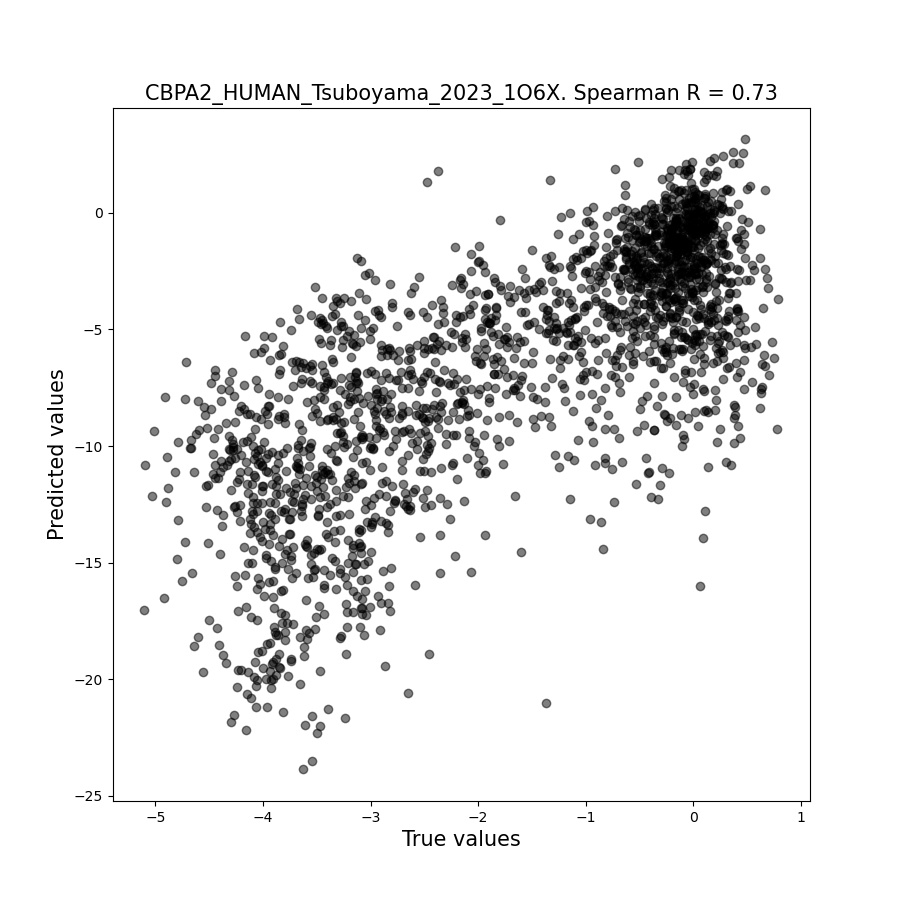 CBPA2_HUMAN_Tsuboyama_2023_1O6X. Spearman R = 0.73
Predicted values
0
−5
−10
−15
−20
−25
−5 −4 −3 −2 −1 0 1
True values